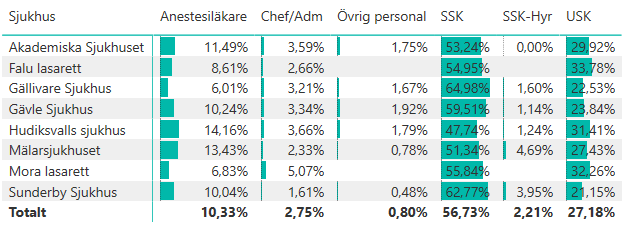 Sjukhus Anestesiläkare Chef/Adm Övrig personal SSK SSK-Hyr USK
Akademiska Sjukhuset 11,49% 3,59% 1,75% 53,24% 0,00% 29,92%
Falu lasarett 8,61% 2,66% 54,95% 33,78%
Gällivare Sjukhus 6,01% 3,21% 1,67% 64,98% 1,60% 22,53%
Gävle Sjukhus 10,24% 3,34% 1,92% 59,51% 1,14% 23,84%
Hudiksvalls sjukhus 14,16% 3,66% 1,79% 47,74% 1,24% 31,41%
Mälarsjukhuset 13,43% 2,33% 0,78% 51,34% 4,69% 27,43%
Mora lasarett 6,83% 5,07% 55,84% 32,26%
Sunderby Sjukhus 10,04% 1,61% 0,48% 62,77% 3,95% 21,15%
Totalt 10,33% 2,75% 0,80% 56,73% 2,21% 27,18%